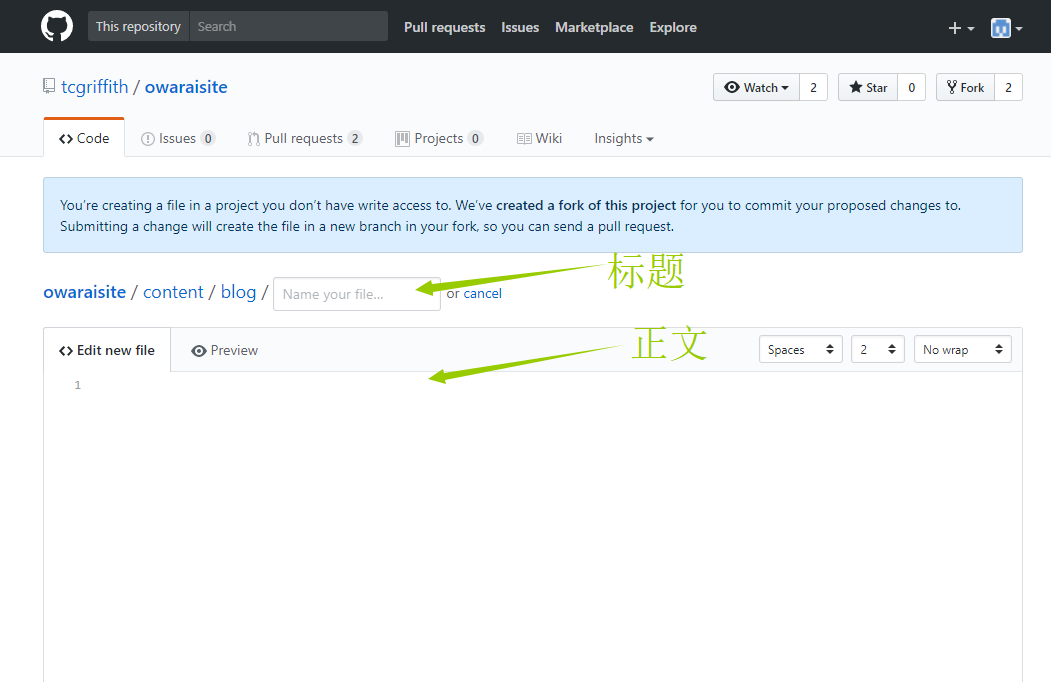 This repository Search Pull requests Issues Marketplace Explore
tcgriffith / owaraisite Watch 2 Star 0 Fork 2
Code Issues 0 Pull requests 2 Projects 0 Wiki Insights
You’re creating a file in a project you don’t have write access to. We’ve created a fork of this project for you to commit your proposed changes to.
Submitting a change will create the file in a new branch in your fork, so you can send a pull request.
标题
owaraisite / content / blog / Name your file... or cancel
正文
Edit new file Preview Spaces 2 No wrap
1